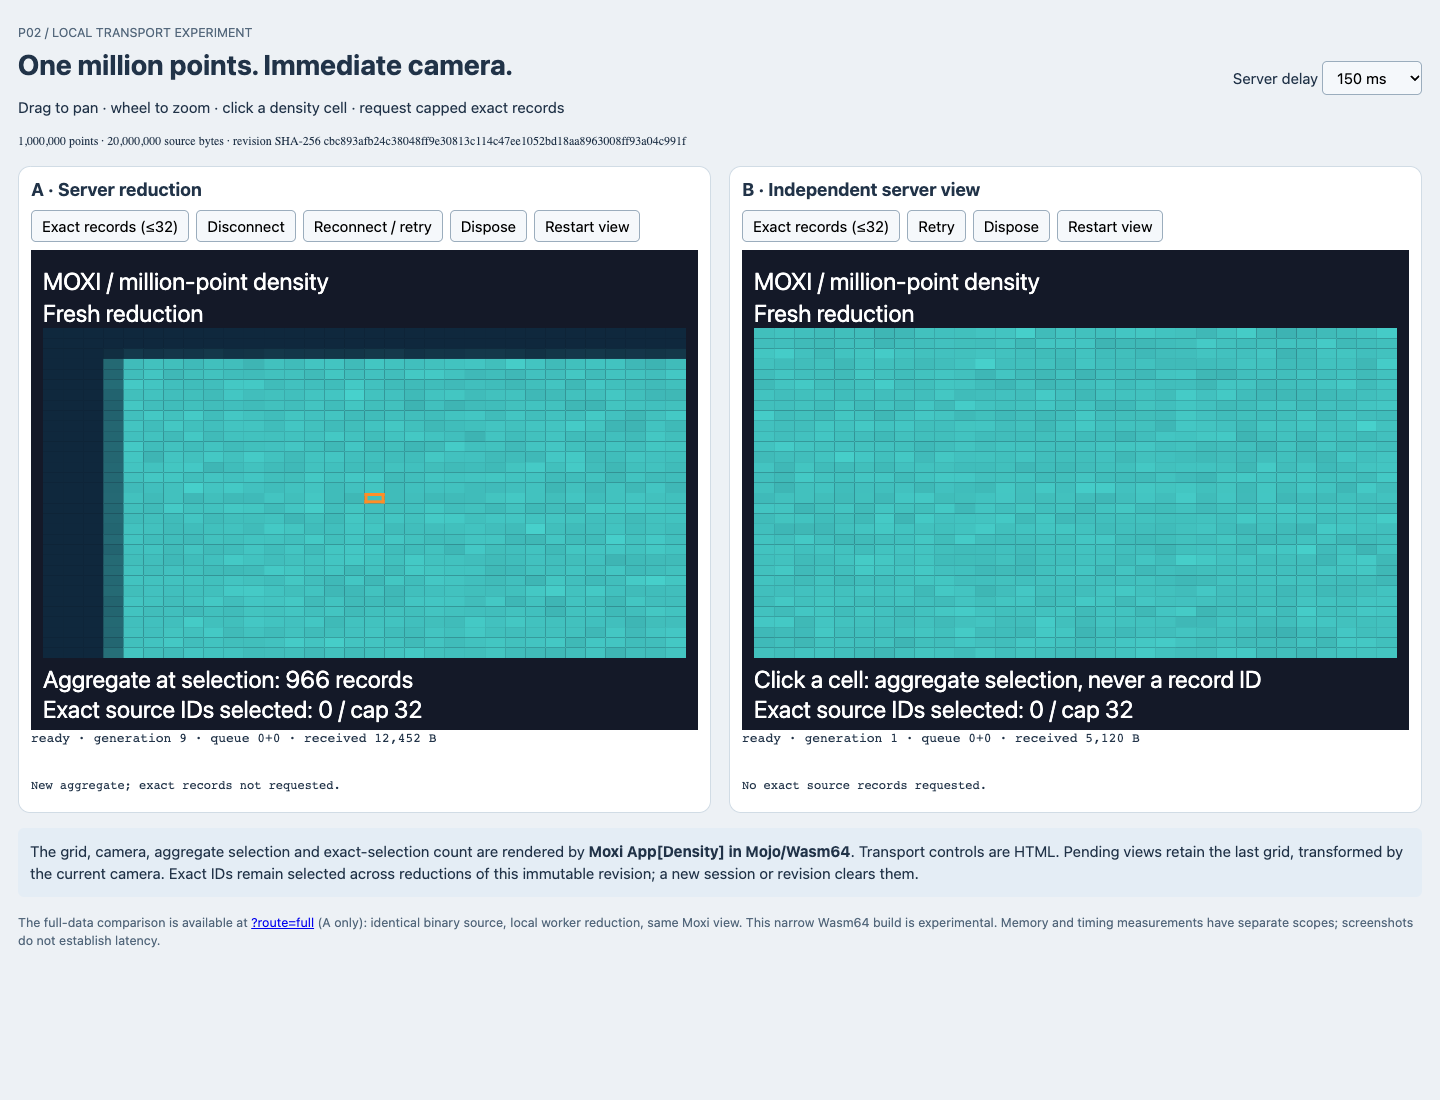 P02 / LOCAL TRANSPORT EXPERIMENT
One million points. Immediate camera.
Server delay 150 ms
Drag to pan · wheel to zoom · click a density cell · request capped exact records
1,000,000 points · 20,000,000 source bytes · revision SHA-256 cbc893afb24c38048ff9e30813c114c47ee1052bd18aa8963008ff93a04c991f
A · Server reduction
Exact records (≤32) Disconnect Reconnect / retry Dispose Restart view
MOXI / million-point density
Fresh reduction
Aggregate at selection: 966 records
Exact source IDs selected: 0 / cap 32
ready · generation 9 · queue 0+0 · received 12,452 B
New aggregate; exact records not requested.
B · Independent server view
Exact records (≤32) Retry Dispose Restart view
MOXI / million-point density
Fresh reduction
Click a cell: aggregate selection, never a record ID
Exact source IDs selected: 0 / cap 32
ready · generation 1 · queue 0+0 · received 5,120 B
No exact source records requested.
The grid, camera, aggregate selection and exact-selection count are rendered by Moxi App[Density] in Mojo/Wasm64. Transport controls are HTML. Pending views retain the last grid, transformed by
the current camera. Exact IDs remain selected across reductions of this immutable revision; a new session or revision clears them.
The full-data comparison is available at ?route=full (A only): identical binary source, local worker reduction, same Moxi view. This narrow Wasm64 build is experimental. Memory and timing measurements have separate scopes; screenshots
do not establish latency.